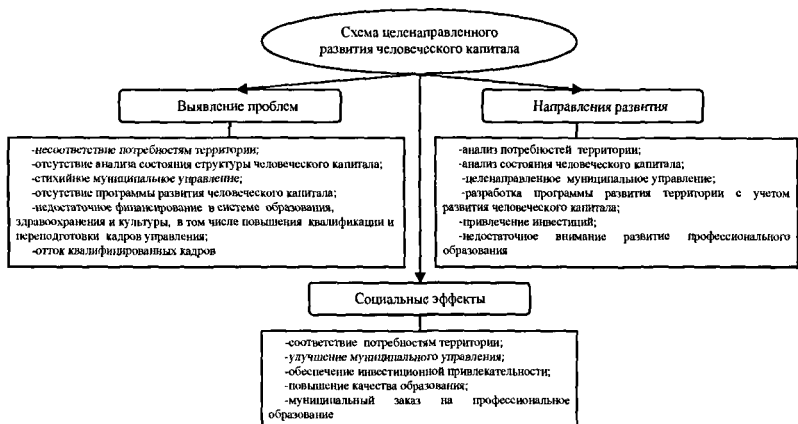 Схема целенаправленного
развития человеческого капитала
Выявление проблем
-несоответствие потребностям территории;
-отсутствие анализа состояния структуры человеческого капитала;
-стихийное муниципальное управление;
-отсутствие программы развития человеческого капитала;
-недостаточное финансирование в системе образования,
здравоохранения и культуры, в том числе повышения квалификации и
переподготовки кадров управления;
-отток квалифицированных кадров
Направления развития
-анализ потребностей территории;
-анализ состояния человеческого капитала;
-целенаправленное муниципальное управление;
-разработка программы развития территории с учетом
развития человеческого капитала;
-привлечение инвестиций;
-недостаточное внимание развитие профессионального
образования
Социальные эффекты
-соответствие потребностям территории;
-улучшение муниципального управления;
-обеспечение инвестиционной привлекательности;
-повышение качества образования;
-муниципальный заказ на профессиональное
образование